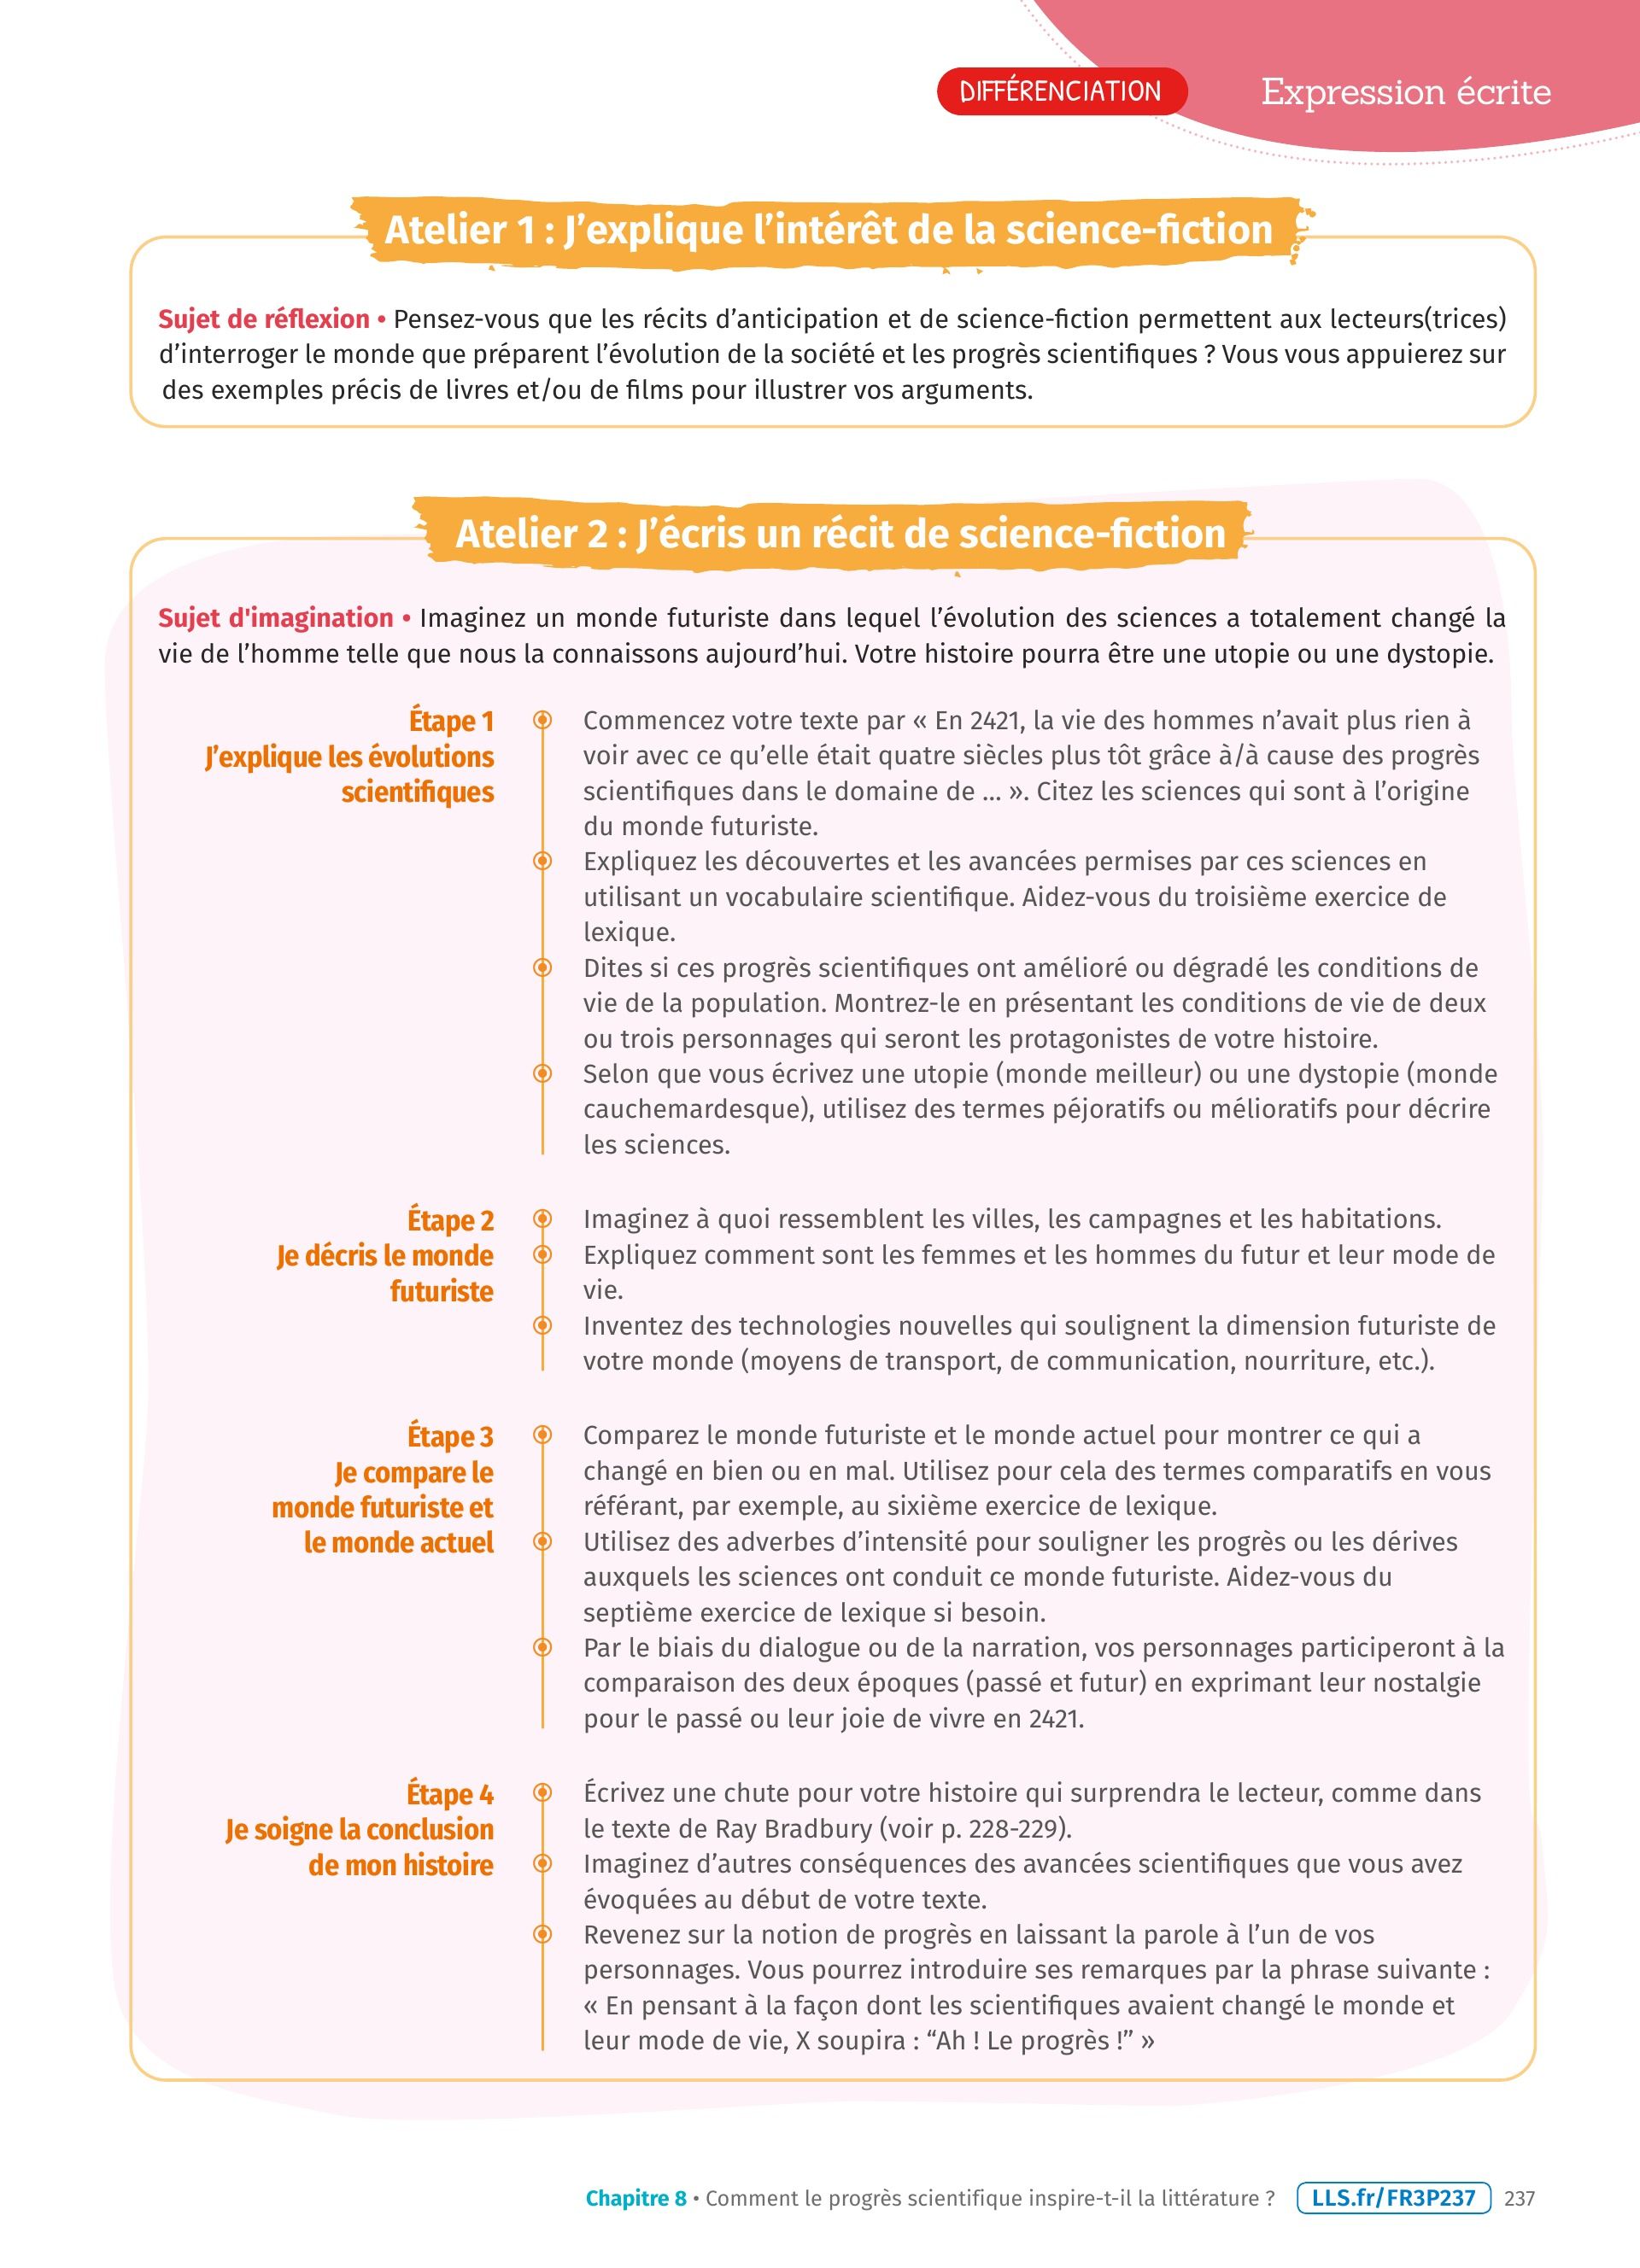 DIFFÉRENCIATION
Expression écrite
Atelier 1 : J’explique l’intérêt de la science-fiction
Sujet de réflexion • Pensez-vous que les récits d’anticipation et de science-fiction permettent aux lecteurs(trices)
d’interroger le monde que préparent l’évolution de la société et les progrès scientifiques ? Vous vous appuierez sur
des exemples précis de livres et/ou de films pour illustrer vos arguments.
Atelier 2 : J’écris un récit de science-fiction
Sujet d'imagination • Imaginez un monde futuriste dans lequel l’évolution des sciences a totalement changé la
vie de l’homme telle que nous la connaissons aujourd’hui. Votre histoire pourra être une utopie ou une dystopie.
Étape 1
J’explique les évolutions
scientifiques
Commencez votre texte par « En 2421, la vie des hommes n’avait plus rien à
voir avec ce qu’elle était quatre siècles plus tôt grâce à/à cause des progrès
scientifiques dans le domaine de ... ». Citez les sciences qui sont à l’origine
du monde futuriste.
Expliquez les découvertes et les avancées permises par ces sciences en
utilisant un vocabulaire scientifique. Aidez-vous du troisième exercice de
lexique.
Dites si ces progrès scientifiques ont amélioré ou dégradé les conditions de
vie de la population. Montrez-le en présentant les conditions de vie de deux
ou trois personnages qui seront les protagonistes de votre histoire.
Selon que vous écrivez une utopie (monde meilleur) ou une dystopie (monde
cauchemardesque), utilisez des termes péjoratifs ou mélioratifs pour décrire
les sciences.
Étape 2
Je décris le monde
futuriste
Imaginez à quoi ressemblent les villes, les campagnes et les habitations.
Expliquez comment sont les femmes et les hommes du futur et leur mode de
vie.
Inventez des technologies nouvelles qui soulignent la dimension futuriste de
votre monde (moyens de transport, de communication, nourriture, etc.).
Étape 3
Je compare le
monde futuriste et
le monde actuel
Comparez le monde futuriste et le monde actuel pour montrer ce qui a
changé en bien ou en mal. Utilisez pour cela des termes comparatifs en vous
référant, par exemple, au sixième exercice de lexique.
Utilisez des adverbes d’intensité pour souligner les progrès ou les dérives
auxquels les sciences ont conduit ce monde futuriste. Aidez-vous du
septième exercice de lexique si besoin.
Par le biais du dialogue ou de la narration, vos personnages participeront à la
comparaison des deux époques (passé et futur) en exprimant leur nostalgie
pour le passé ou leur joie de vivre en 2421.
Étape 4
Je soigne la conclusion
de mon histoire
Écrivez une chute pour votre histoire qui surprendra le lecteur, comme dans
le texte de Ray Bradbury (voir p. 228-229).
Imaginez d’autres conséquences des avancées scientifiques que vous avez
évoquées au début de votre texte.
Revenez sur la notion de progrès en laissant la parole à l’un de vos
personnages. Vous pourrez introduire ses remarques par la phrase suivante :
« En pensant à la façon dont les scientifiques avaient changé le monde et
leur mode de vie, X soupira : “Ah ! Le progrès !” »
Chapitre 8 • Comment le progrès scientifique inspire-t-il la littérature ? LLS.fr/FR3P237 237